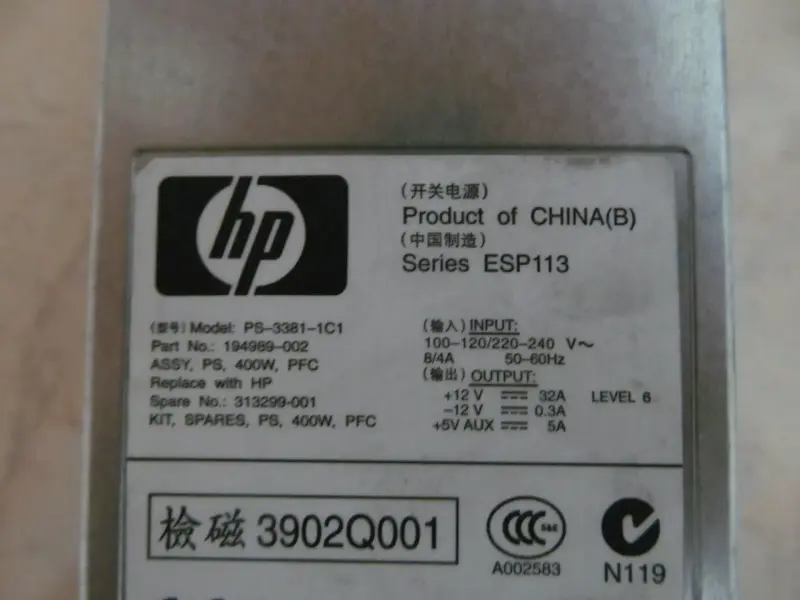 hp
(开关电源)
Product of CHINA(B)
(中国制造)
Series ESP113
(型号) Model: PS-3381-1C1
Part No.: 194989-002
ASSY, PS, 400W, PFC
Replace with HP
Spare No.: 313299-001
KIT, SPARES, PS, 400W, PFC
(输入) INPUT:
100-120/220-240 V～
8/4A 50-60Hz
(输出) OUTPUT:
+12 V ⎓ 32A LEVEL 6
-12 V ⎓ 0.3A
+5V AUX ⎓ 5A
檢磁 3902Q001
CCC S&E
A002583
N119